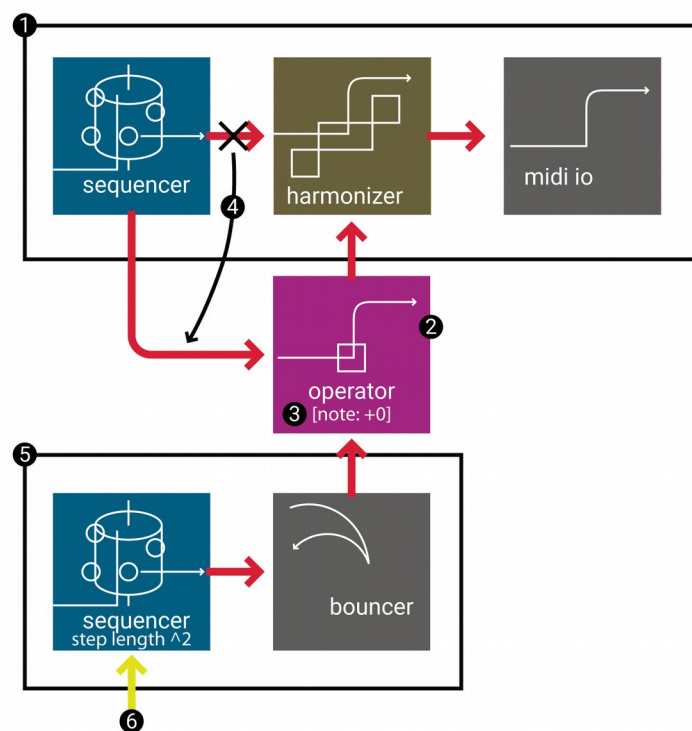 1
sequencer
harmonizer
midi io
4
2
operator
3 [note: +0]
5
sequencer
step length ^2
bouncer
6